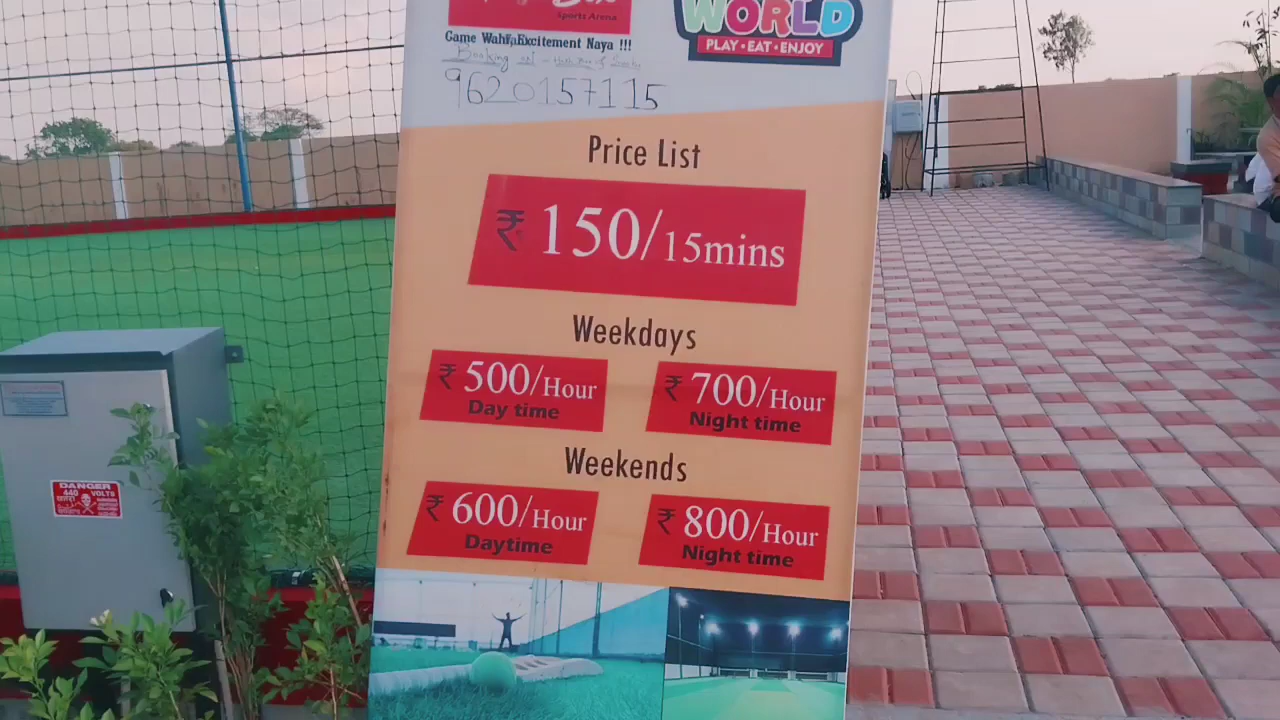 Sports Arena
WORLD
PLAY • EAT • ENJOY
Game Wahi Excitement Naya !!!
Booking
9620157115
Price List
₹ 150/15mins
Weekdays
₹ 500/Hour
Day time
₹ 700/Hour
Night time
Weekends
₹ 600/Hour
Daytime
₹ 800/Hour
Night time
DANGER
440 VOLTS